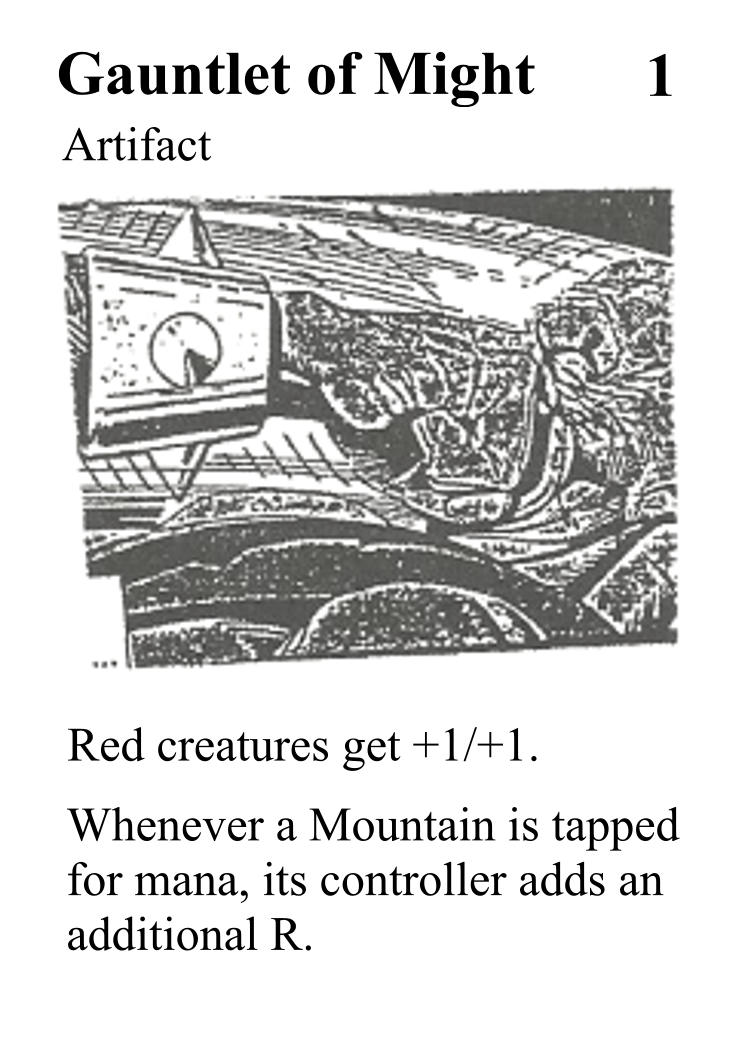 Gauntlet of Might 1
Artifact
Red creatures get +1/+1.
Whenever a Mountain is tapped
for mana, its controller adds an
additional R.